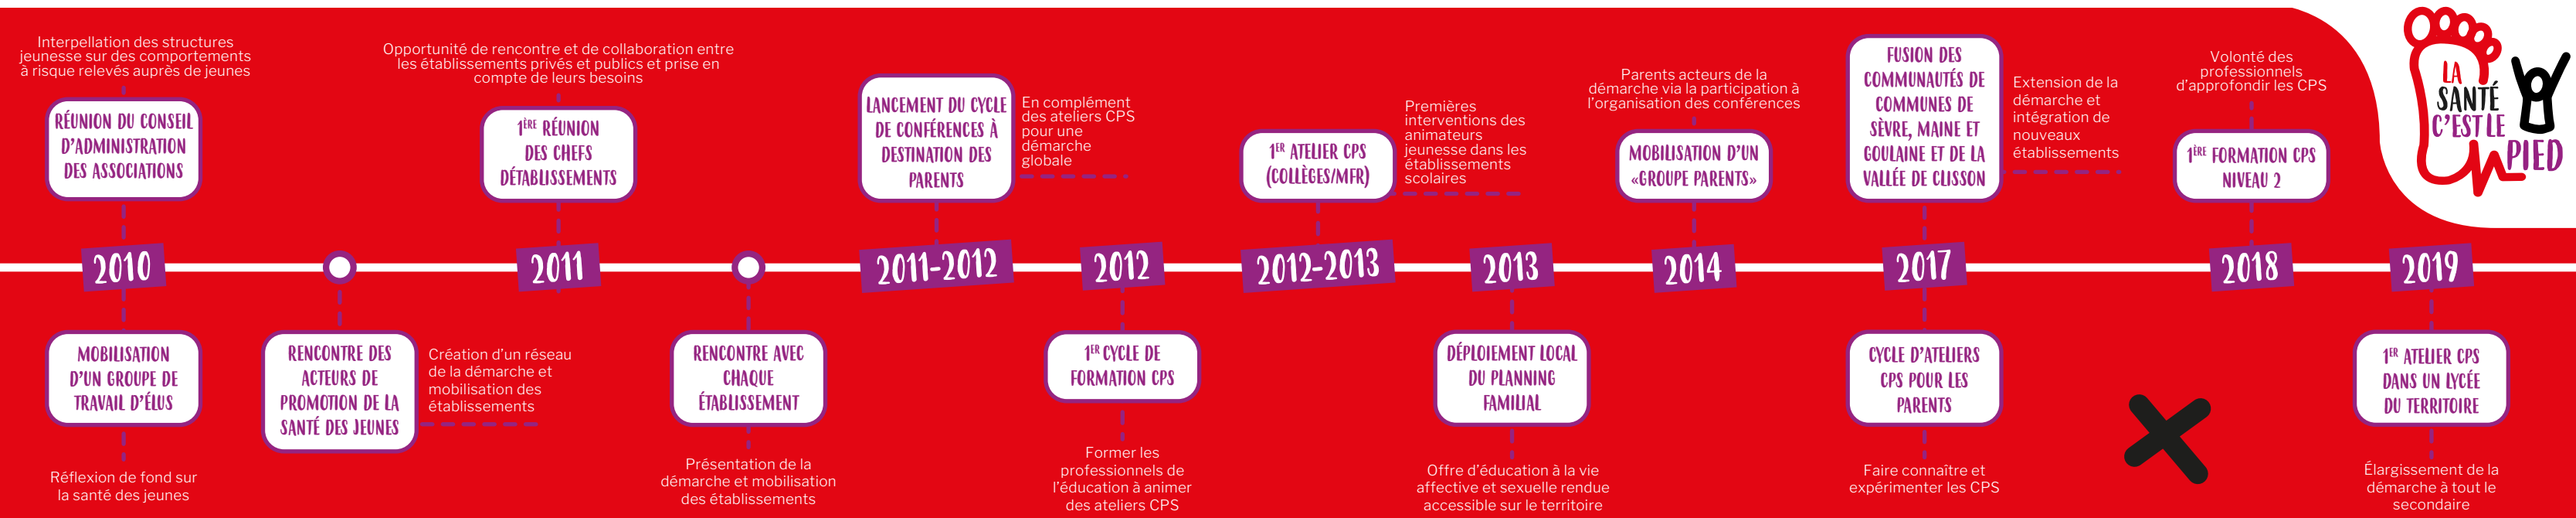 Interpellation des structures
jeunesse sur des comportements
à risque relevés auprès de jeunes
RÉUNION DU CONSEIL
D'ADMINISTRATION
DES ASSOCIATIONS
2010
MOBILISATION
D'UN GROUPE DE
TRAVAIL D'ÉLUS
Réflexion de fond sur
la santé des jeunes
RENCONTRE DES
ACTEURS DE
PROMOTION DE LA
SANTÉ DES JEUNES
Création d'un réseau
de la démarche et
mobilisation des
établissements
Opportunité de rencontre et de collaboration entre
les établissements privés et publics et prise en
compte de leurs besoins
1ÈRE RÉUNION
DES CHEFS
DÉTABLISSEMENTS
2011
RENCONTRE AVEC
CHAQUE
ÉTABLISSEMENT
Présentation de la
démarche et mobilisation
des établissements
LANCEMENT DU CYCLE
DE CONFÉRENCES À
DESTINATION DES
PARENTS
En complément
des ateliers CPS
pour une
démarche
globale
2011-2012
2012
1ER CYCLE DE
FORMATION CPS
Former les
professionnels de
l'éducation à animer
des ateliers CPS
1ER ATELIER CPS
(COLLÈGES/MFR)
Premières
interventions des
animateurs
jeunesse dans les
établissements
scolaires
2012-2013
2013
DÉPLOIEMENT LOCAL
DU PLANNING
FAMILIAL
Offre d'éducation à la vie
affective et sexuelle rendue
accessible sur le territoire
Parents acteurs de la
démarche via la participation à
l'organisation des conférences
MOBILISATION D'UN
«GROUPE PARENTS»
2014
FUSION DES
COMMUNAUTÉS DE
COMMUNES DE
SÈVRE, MAINE ET
GOULAINE ET DE LA
VALLÉE DE CLISSON
Extension de la
démarche et
intégration de
nouveaux
établissements
2017
CYCLE D'ATELIERS
CPS POUR LES
PARENTS
Faire connaître et
expérimenter les CPS
Volonté des
professionnels
d'approfondir les CPS
1ÈRE FORMATION CPS
NIVEAU 2
2018
2019
1ER ATELIER CPS
DANS UN LYCÉE
DU TERRITOIRE
Élargissement de la
démarche à tout le
secondaire
LA
SANTÉ
C'EST LE
PIED